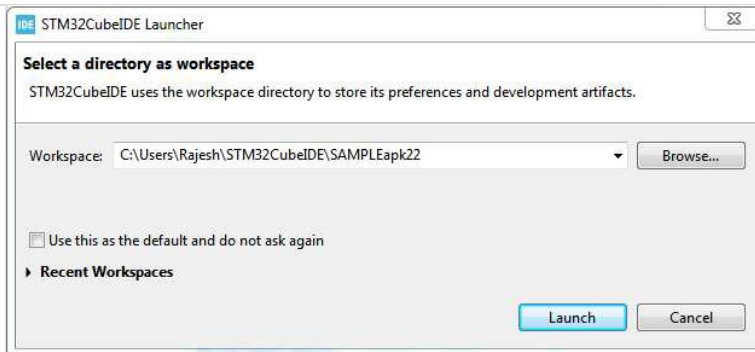 IDE STM32CubeIDE Launcher
Select a directory as workspace
STM32CubeIDE uses the workspace directory to store its preferences and development artifacts.
Workspace: C:\Users\Rajesh\STM32CubeIDE\SAMPLEapk22 Browse...
Use this as the default and do not ask again
Recent Workspaces
Launch Cancel